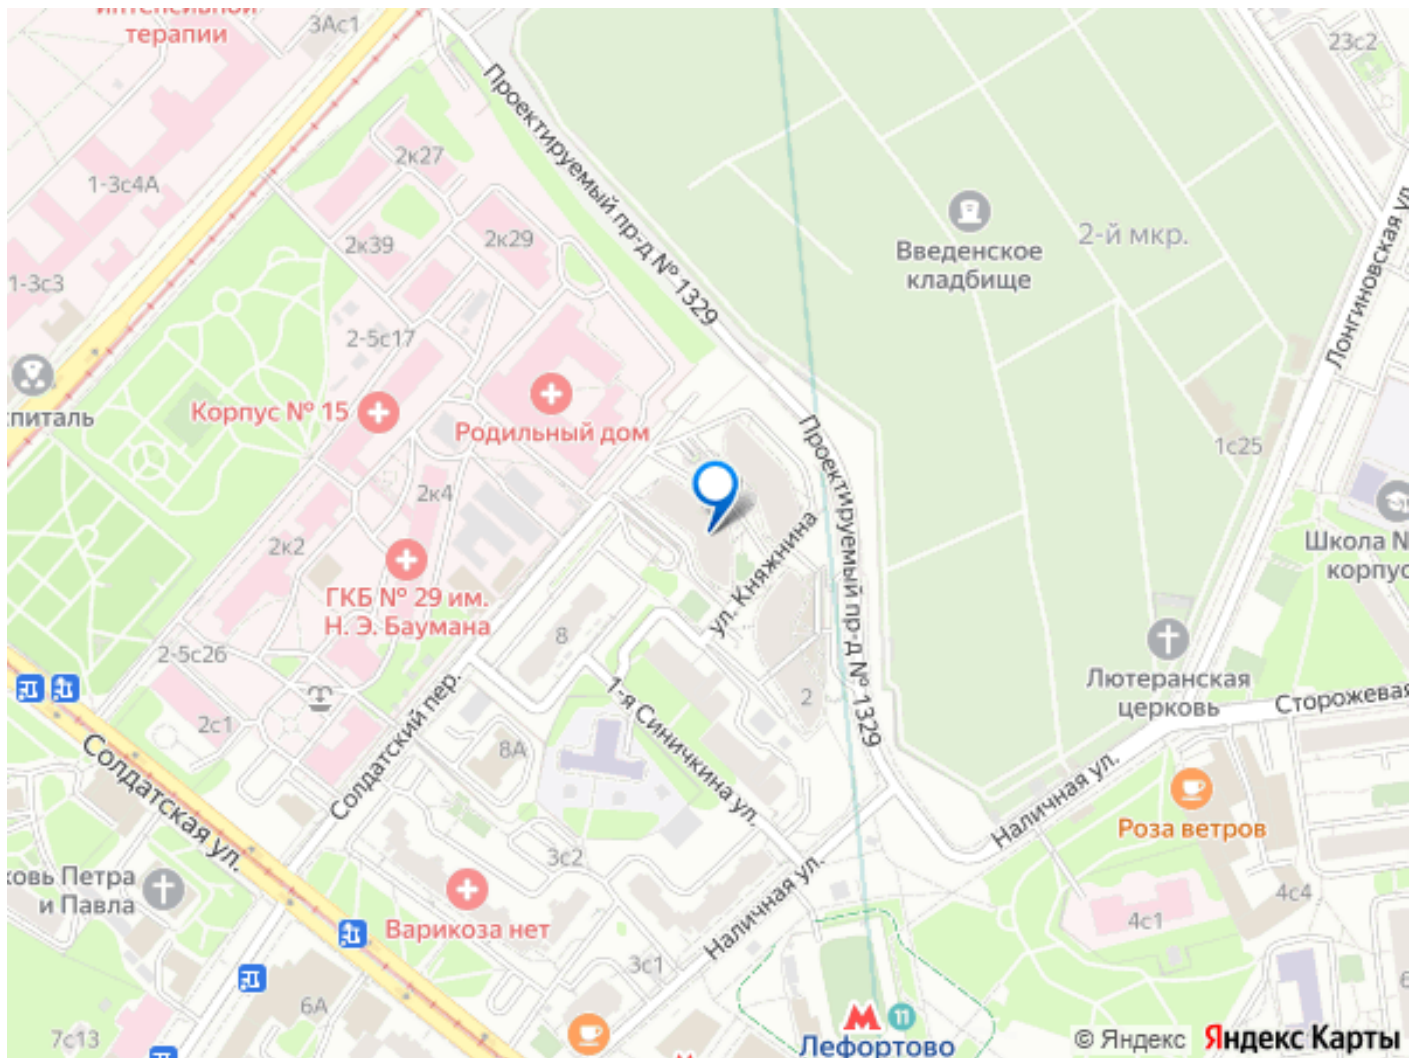 интенсивной
терапии
3Ас1
23с2
Проектируемый пр-д № 1329
2к27
1-3с4А
2к39
2к29
Введенское
кладбище
2-й мкр.
Лонгиновская ул.
1-3с3
2-5с17
Корпус № 15
Родильный дом
Проектируемый пр-д № 1329
1с25
2к4
2к2
ул. Княжнина
Школа №
ГКБ № 29 им.
Н. Э. Баумана
8
2-5с26
1-я Синичкина ул.
2
Лютеранская
церковь
Сторожевая
2с1
Солдатский пер.
8А
Солдатская ул.
Наличная ул.
Роза ветров
3с2
Петра
и Павла
Варикоза нет
Наличная ул.
4с4
4с1
3с1
6А
7с13
11
Лефортово
© Яндекс Яндекс Карты